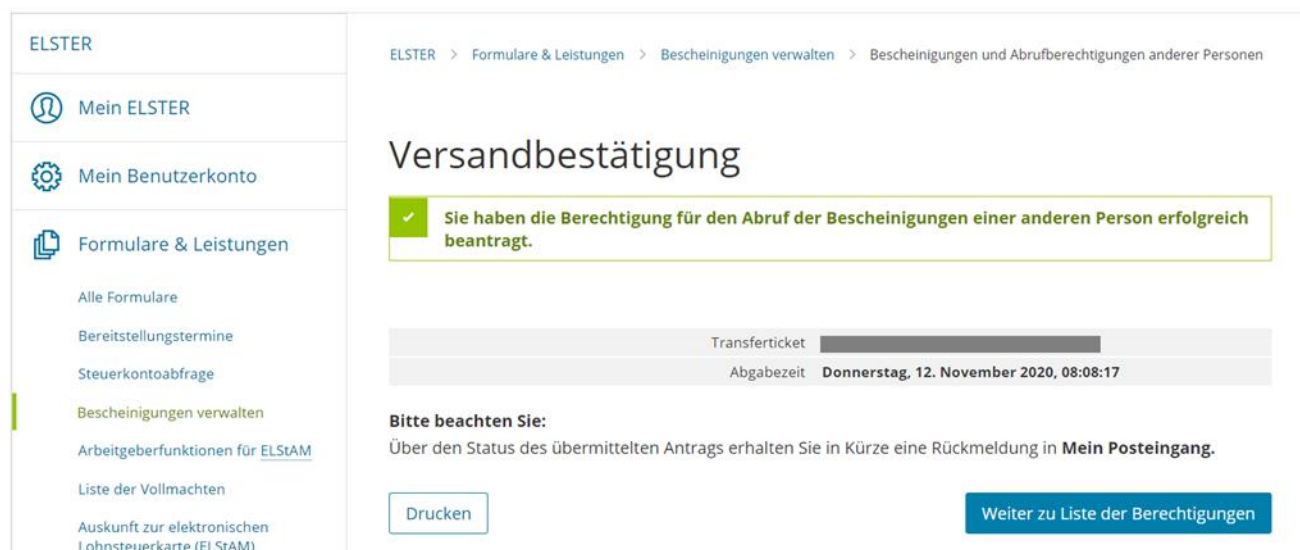 ELSTER
Mein ELSTER
Mein Benutzerkonto
Formulare & Leistungen
Alle Formulare
Bereitstellungstermine
Steuerkontoabfrage
Bescheinigungen verwalten
Arbeitgeberfunktionen für ELStAM
Liste der Vollmachten
Auskunft zur elektronischen
Lohnsteuerkarte (ELStAM)
ELSTER > Formulare & Leistungen > Bescheinigungen verwalten > Bescheinigungen und Abrufberechtigungen anderer Personen
Versandbestätigung
Sie haben die Berechtigung für den Abruf der Bescheinigungen einer anderen Person erfolgreich
beantragt.
Transferticket
Abgabezeit Donnerstag, 12. November 2020, 08:08:17
Bitte beachten Sie:
Über den Status des übermittelten Antrags erhalten Sie in Kürze eine Rückmeldung in Mein Posteingang.
Drucken
Weiter zu Liste der Berechtigungen